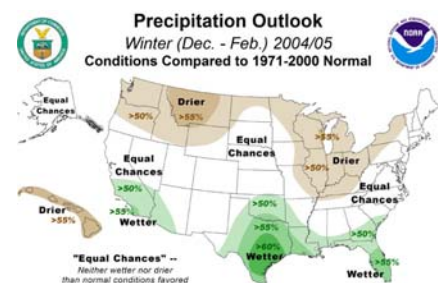 Precipitation Outlook
Winter (Dec. - Feb.) 2004/05
Conditions Compared to 1971-2000 Normal
NOAA
Equal
Chances
>50%
Drier
>55%
Equal
Chances
>55%
>50%
Drier
Equal
Chances
Equal
Chances
>50%
>55%
Wetter
Drier
>55%
>50%
>55%
>60%
Wetter
>50%
>55%
Wetter
"Equal Chances" --
Neither wetter nor drier
than normal conditions favored